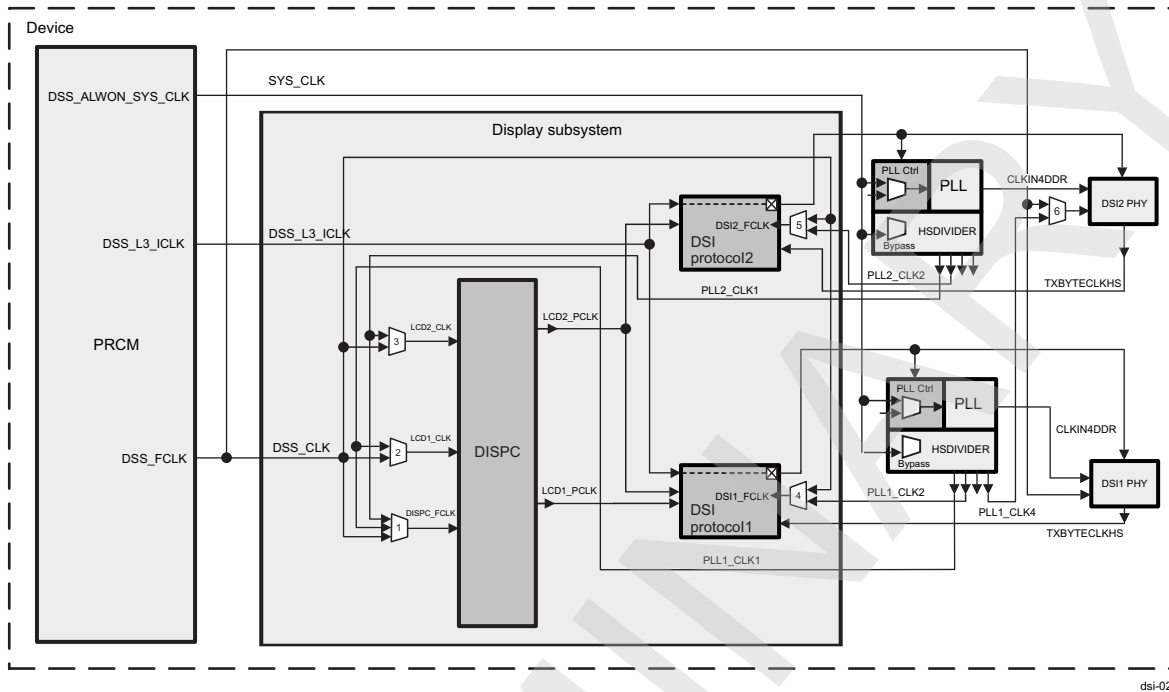 Device
SYS_CLK
DSS_ALWON_SYS_CLK
Display subsystem
PLL Ctrl
PLL
CLKIN4DDR
DSI2 PHY
6
DSI2_FCLK
5
HSDIVIDER
Bypass
DSI
protocol2
DSS_L3_ICLK
DSS_L3_ICLK
PLL2_CLK2
TXBYTECLKHS
PLL2_CLK1
LCD2_PCLK
LCD2_CLK
3
PRCM
PLL Ctrl
PLL
CLKIN4DDR
DSS_FCLK
DSS_CLK
LCD1_CLK
2
DISPC
HSDIVIDER
Bypass
DSI1 PHY
LCD1_PCLK
DSI1_FCLK
4
PLL1_CLK2
DSI
protocol1
PLL1_CLK4
DISPC_FCLK
1
TXBYTECLKHS
PLL1_CLK1
dsi-02